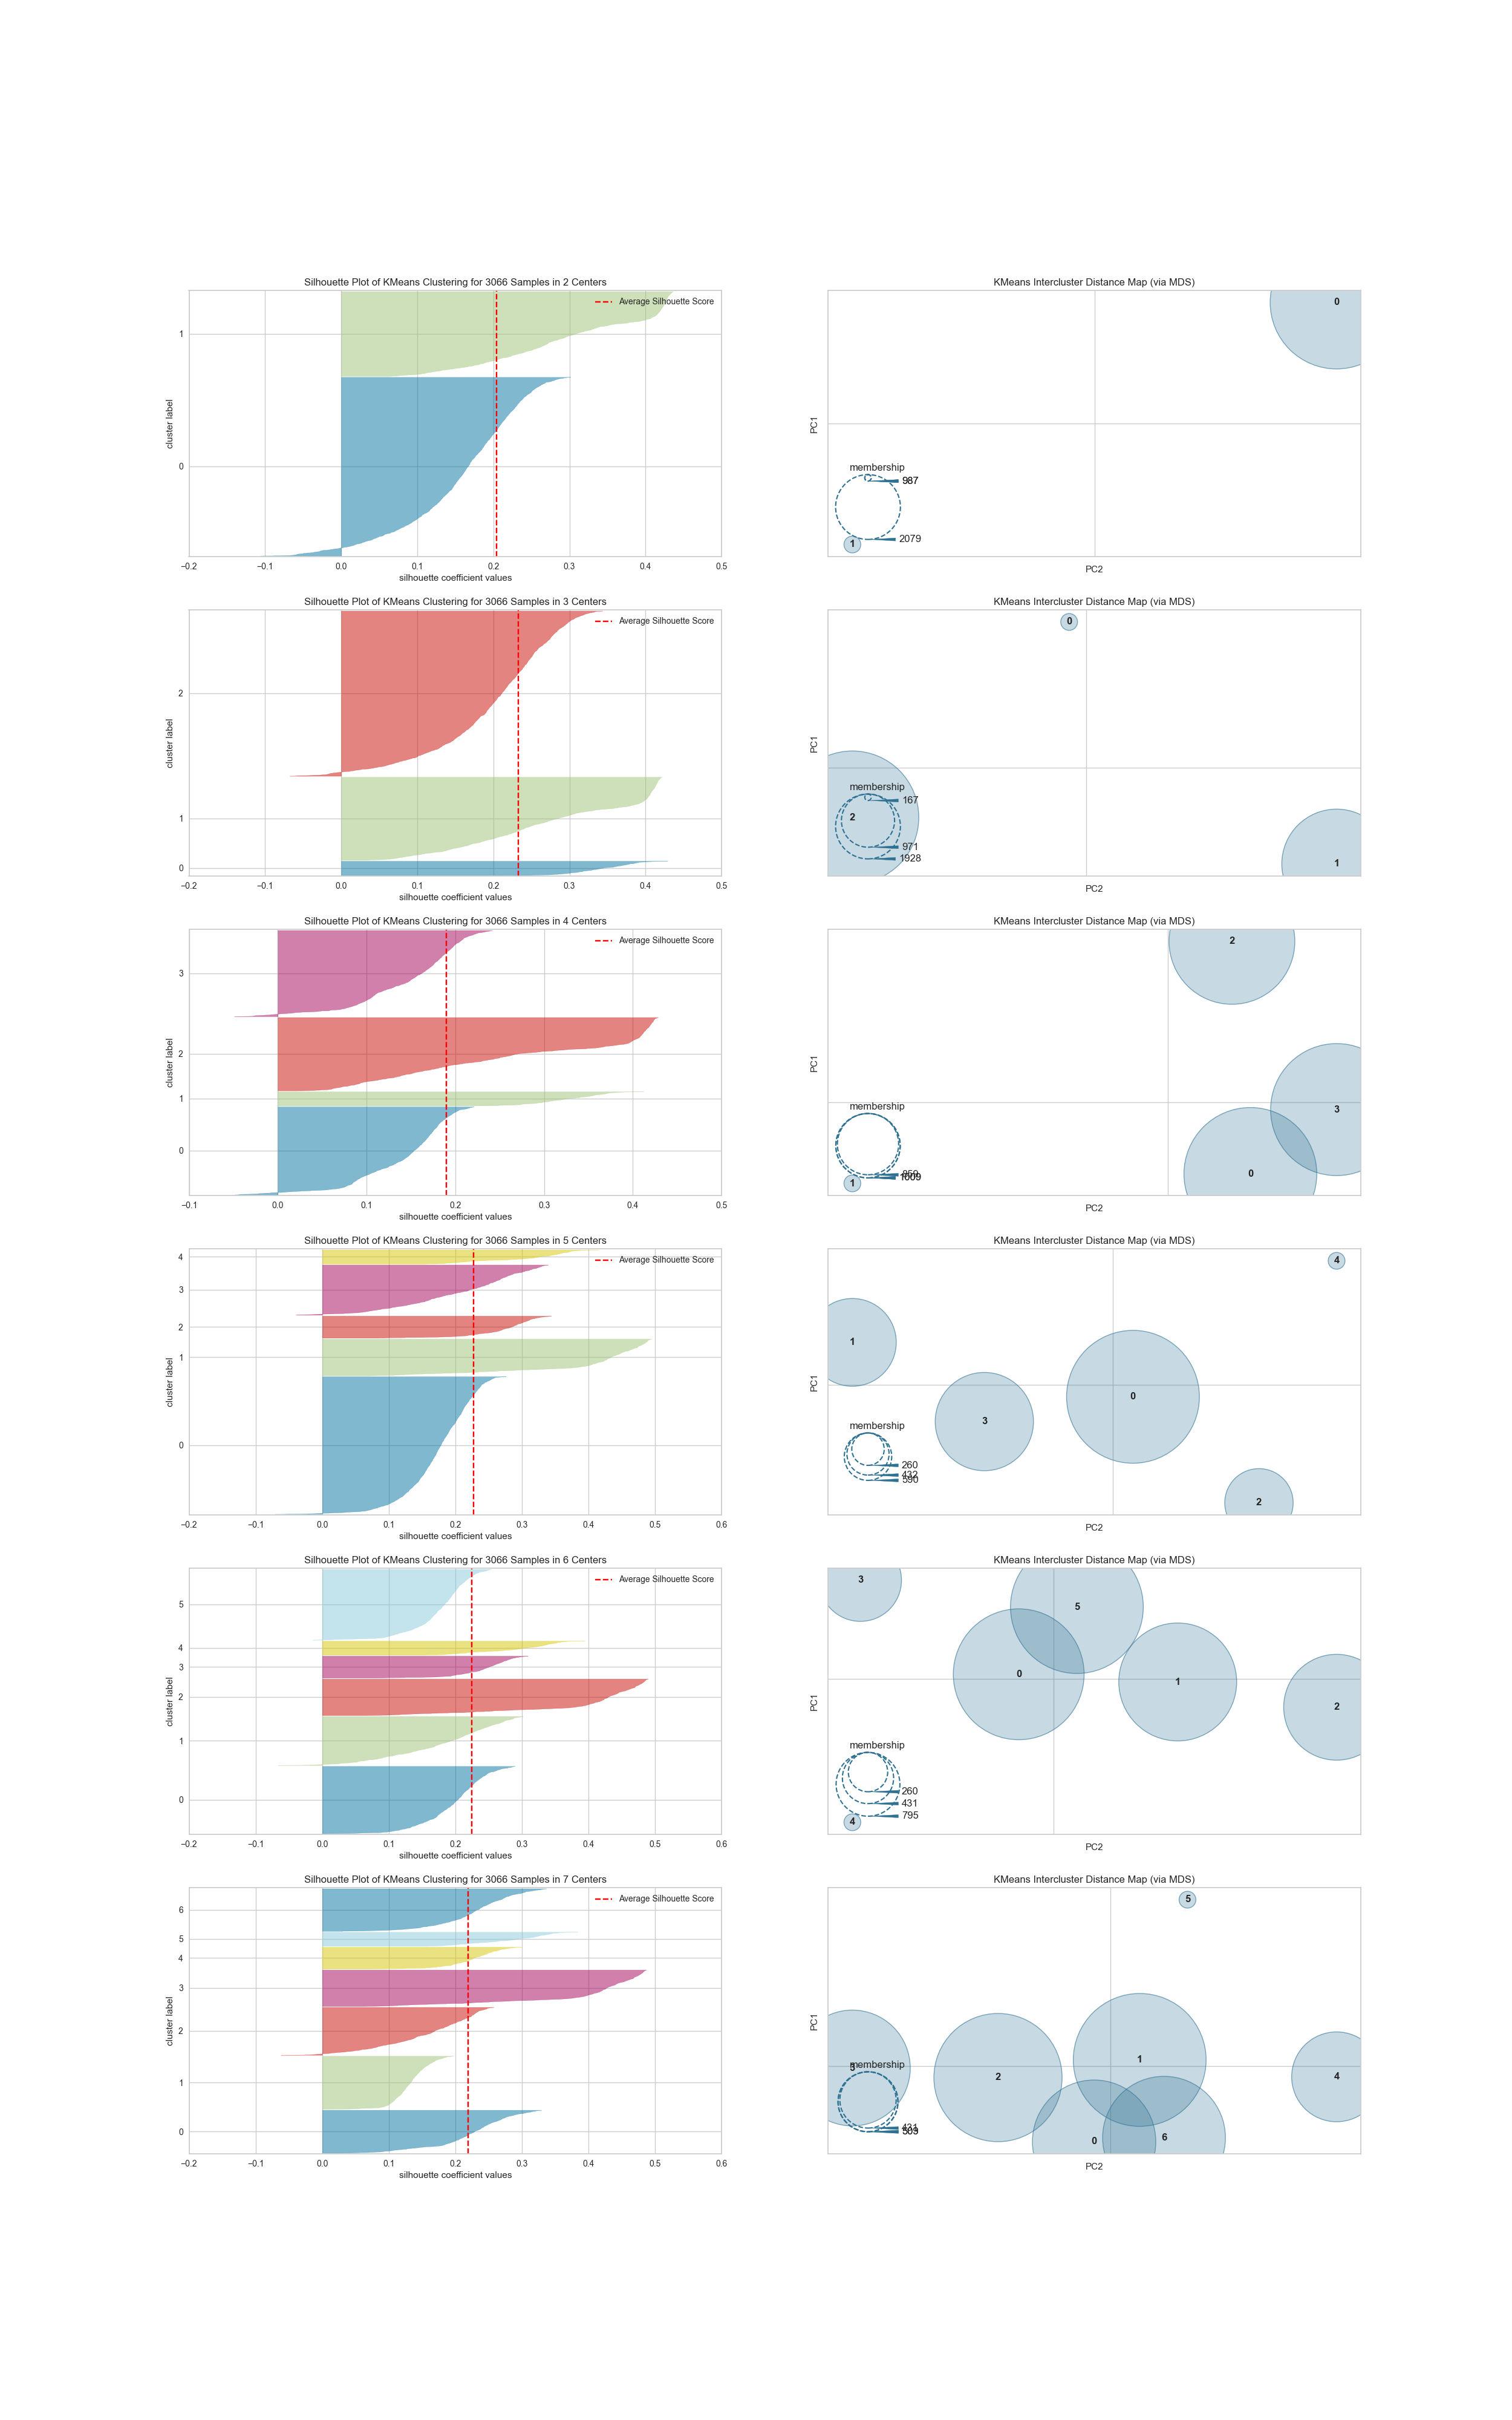 Silhouette Plot of KMeans Clustering for 3066 Samples in 2 Centers
Average Silhouette Score
1
0
cluster label
−0.2 −0.1 0.0 0.1 0.2 0.3 0.4 0.5
silhouette coefficient values
KMeans Intercluster Distance Map (via MDS)
0
PC1
membership
987
2079
1
PC2
Silhouette Plot of KMeans Clustering for 3066 Samples in 3 Centers
Average Silhouette Score
2
1
0
cluster label
−0.2 −0.1 0.0 0.1 0.2 0.3 0.4 0.5
silhouette coefficient values
KMeans Intercluster Distance Map (via MDS)
0
PC1
membership
167
2
971
1928
1
PC2
Silhouette Plot of KMeans Clustering for 3066 Samples in 4 Centers
Average Silhouette Score
3
2
1
0
cluster label
−0.1 0.0 0.1 0.2 0.3 0.4 0.5
silhouette coefficient values
KMeans Intercluster Distance Map (via MDS)
2
PC1
membership
3
1009
0
1
PC2
Silhouette Plot of KMeans Clustering for 3066 Samples in 5 Centers
Average Silhouette Score
4
3
2
1
0
cluster label
−0.2 −0.1 0.0 0.1 0.2 0.3 0.4 0.5 0.6
silhouette coefficient values
KMeans Intercluster Distance Map (via MDS)
4
1
PC1
0
3
membership
260
432
2
PC2
Silhouette Plot of KMeans Clustering for 3066 Samples in 6 Centers
Average Silhouette Score
5
4
3
2
1
0
cluster label
−0.2 −0.1 0.0 0.1 0.2 0.3 0.4 0.5 0.6
silhouette coefficient values
KMeans Intercluster Distance Map (via MDS)
3
5
0
1
PC1
2
membership
260
431
795
4
PC2
Silhouette Plot of KMeans Clustering for 3066 Samples in 7 Centers
Average Silhouette Score
6
5
4
3
2
1
0
cluster label
−0.2 −0.1 0.0 0.1 0.2 0.3 0.4 0.5 0.6
silhouette coefficient values
KMeans Intercluster Distance Map (via MDS)
5
PC1
1
3
membership
2
4
431
0
6
PC2